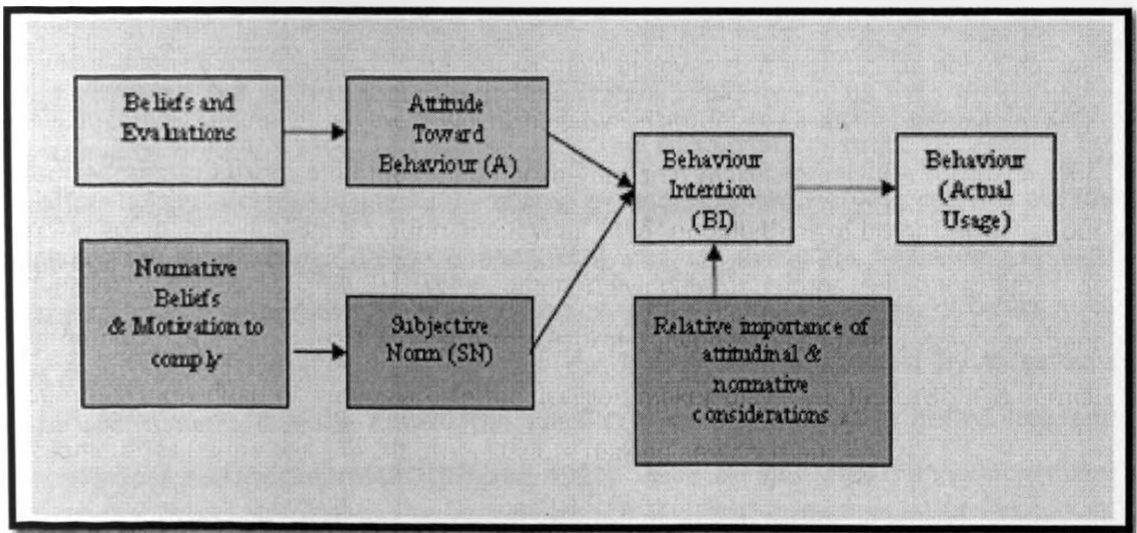 Beliefs and
Evaluations
Attitude
Toward
Behaviour (A)
Behaviour
Intention
(BI)
Behaviour
(Actual
Usage)
Normative
Beliefs
& Motivation to
comply
Subjective
Norm (SN)
Relative importance of
attitudinal &
normative
considerations